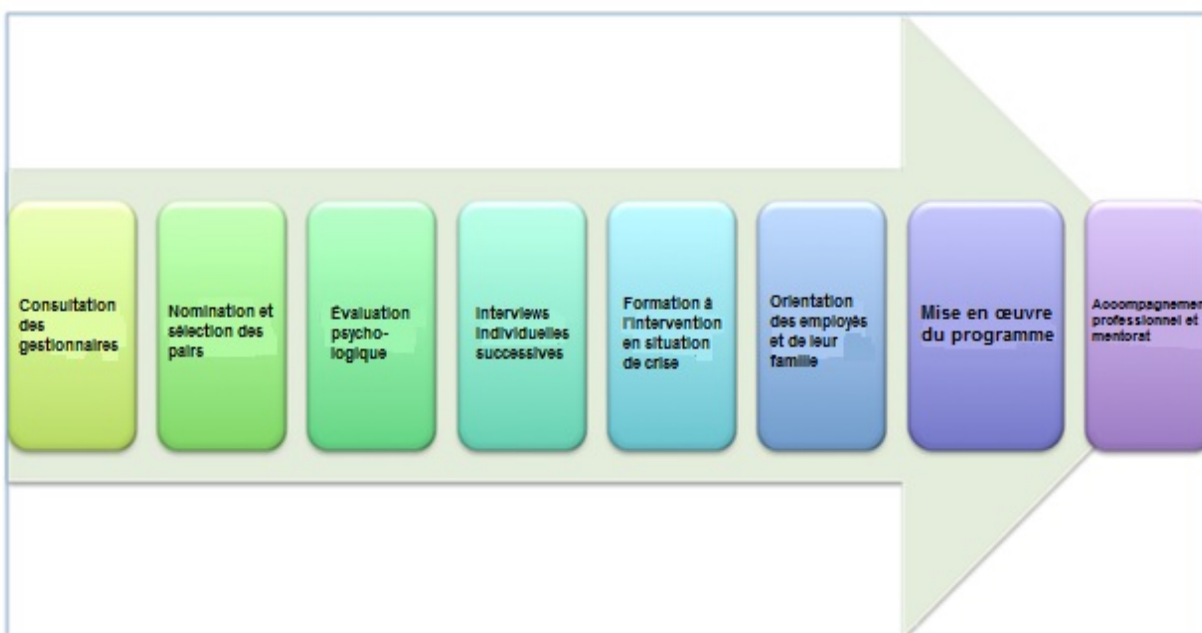 Consultation
des
gestionnaires
Nomination et
sélection des
pairs
Évaluation
psycho-
logique
Interviews
individuelles
successives
Formation à
l'intervention
en situation
de crise
Orientation
des employés
et de leur
famille
Mise en œuvre
du programme
Accompagnemen
professionnel et
mentorat